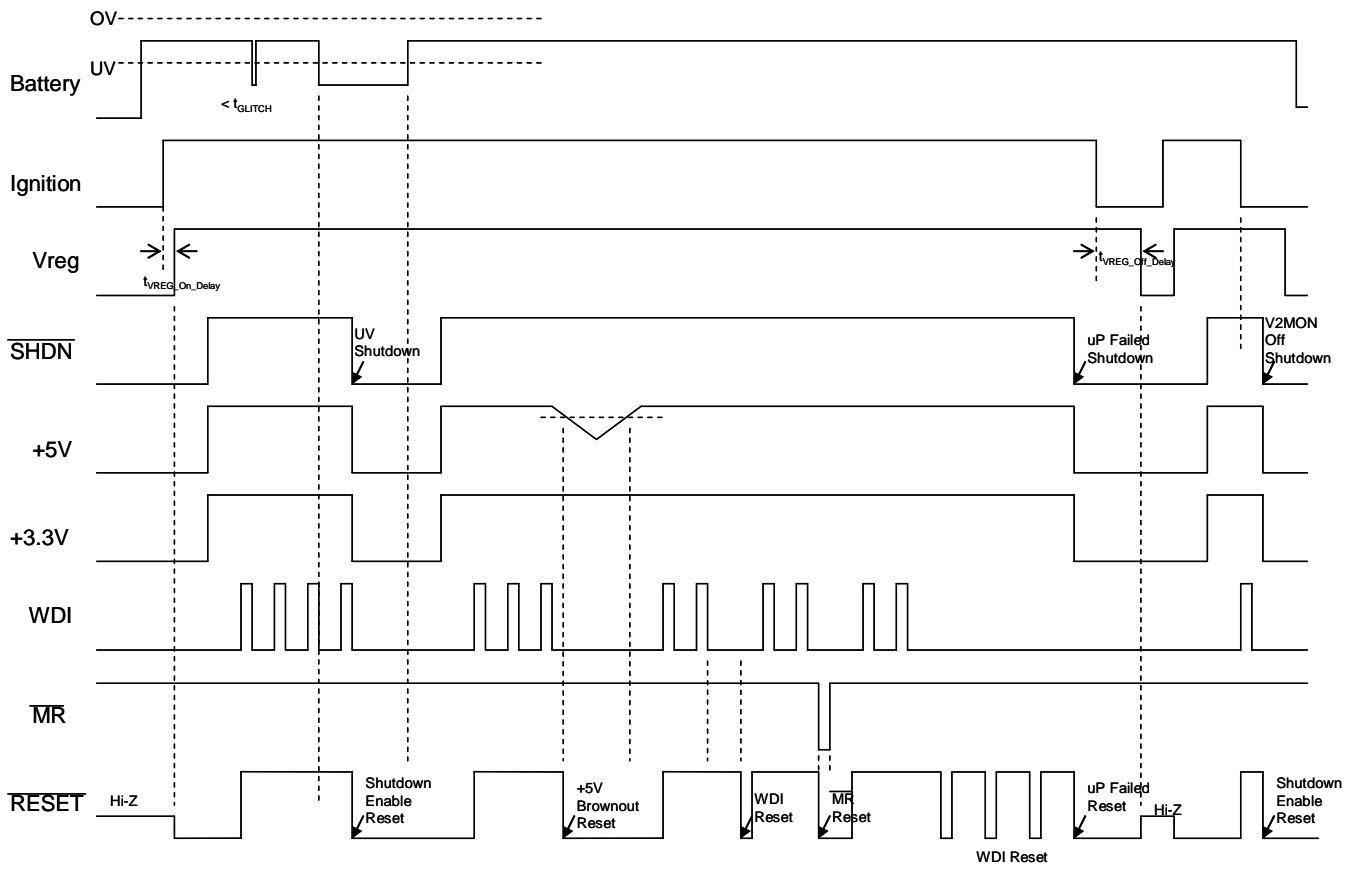 OV
UV
Battery
< tGLITCH
Ignition
Vreg
tVREG_On_Delay
tVREG_Off_Delay
SHDN
UV
Shutdown
uP Failed
Shutdown
V2MON
Off
Shutdown
+5V
+3.3V
WDI
MR
RESET
Hi-Z
Shutdown
Enable
Reset
+5V
Brownout
Reset
WDI
Reset
MR
Reset
WDI Reset
uP Failed
Reset
Hi-Z
Shutdown
Enable
Reset